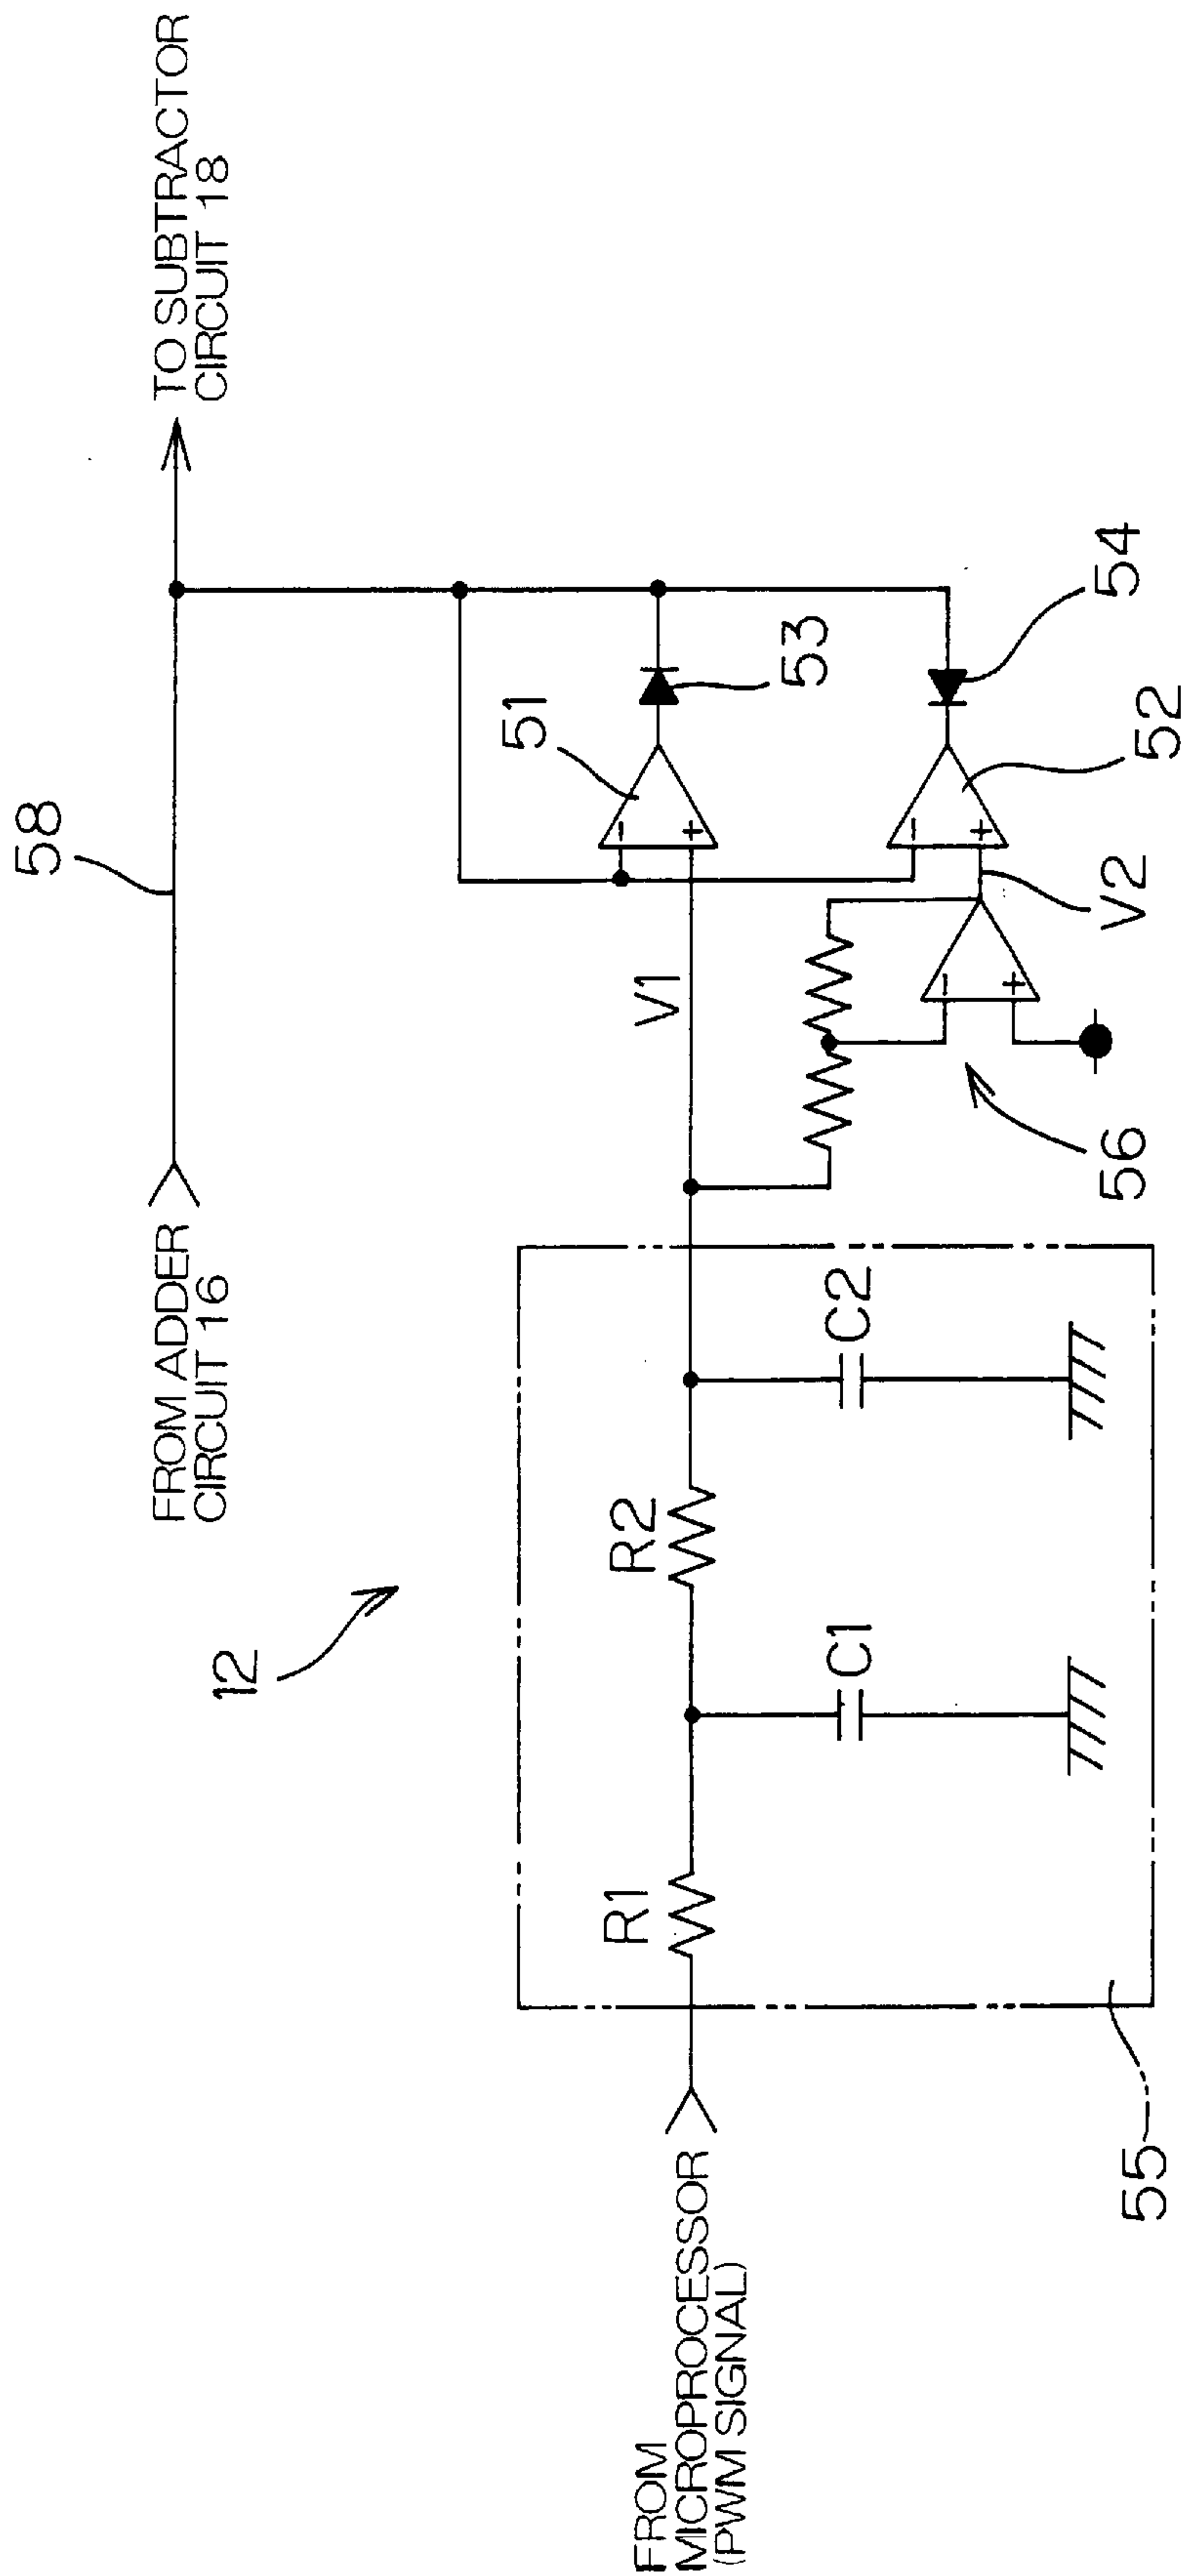 58
FROM ADDER
CIRCUIT 16
TO SUBTRACTOR
CIRCUIT 18
12
R1
R2
V1
51
53
C1
C2
-
+
54
-
+
52
V2
-
+
56
FROM
MICROPROCESSOR
(PWM SIGNAL)
55